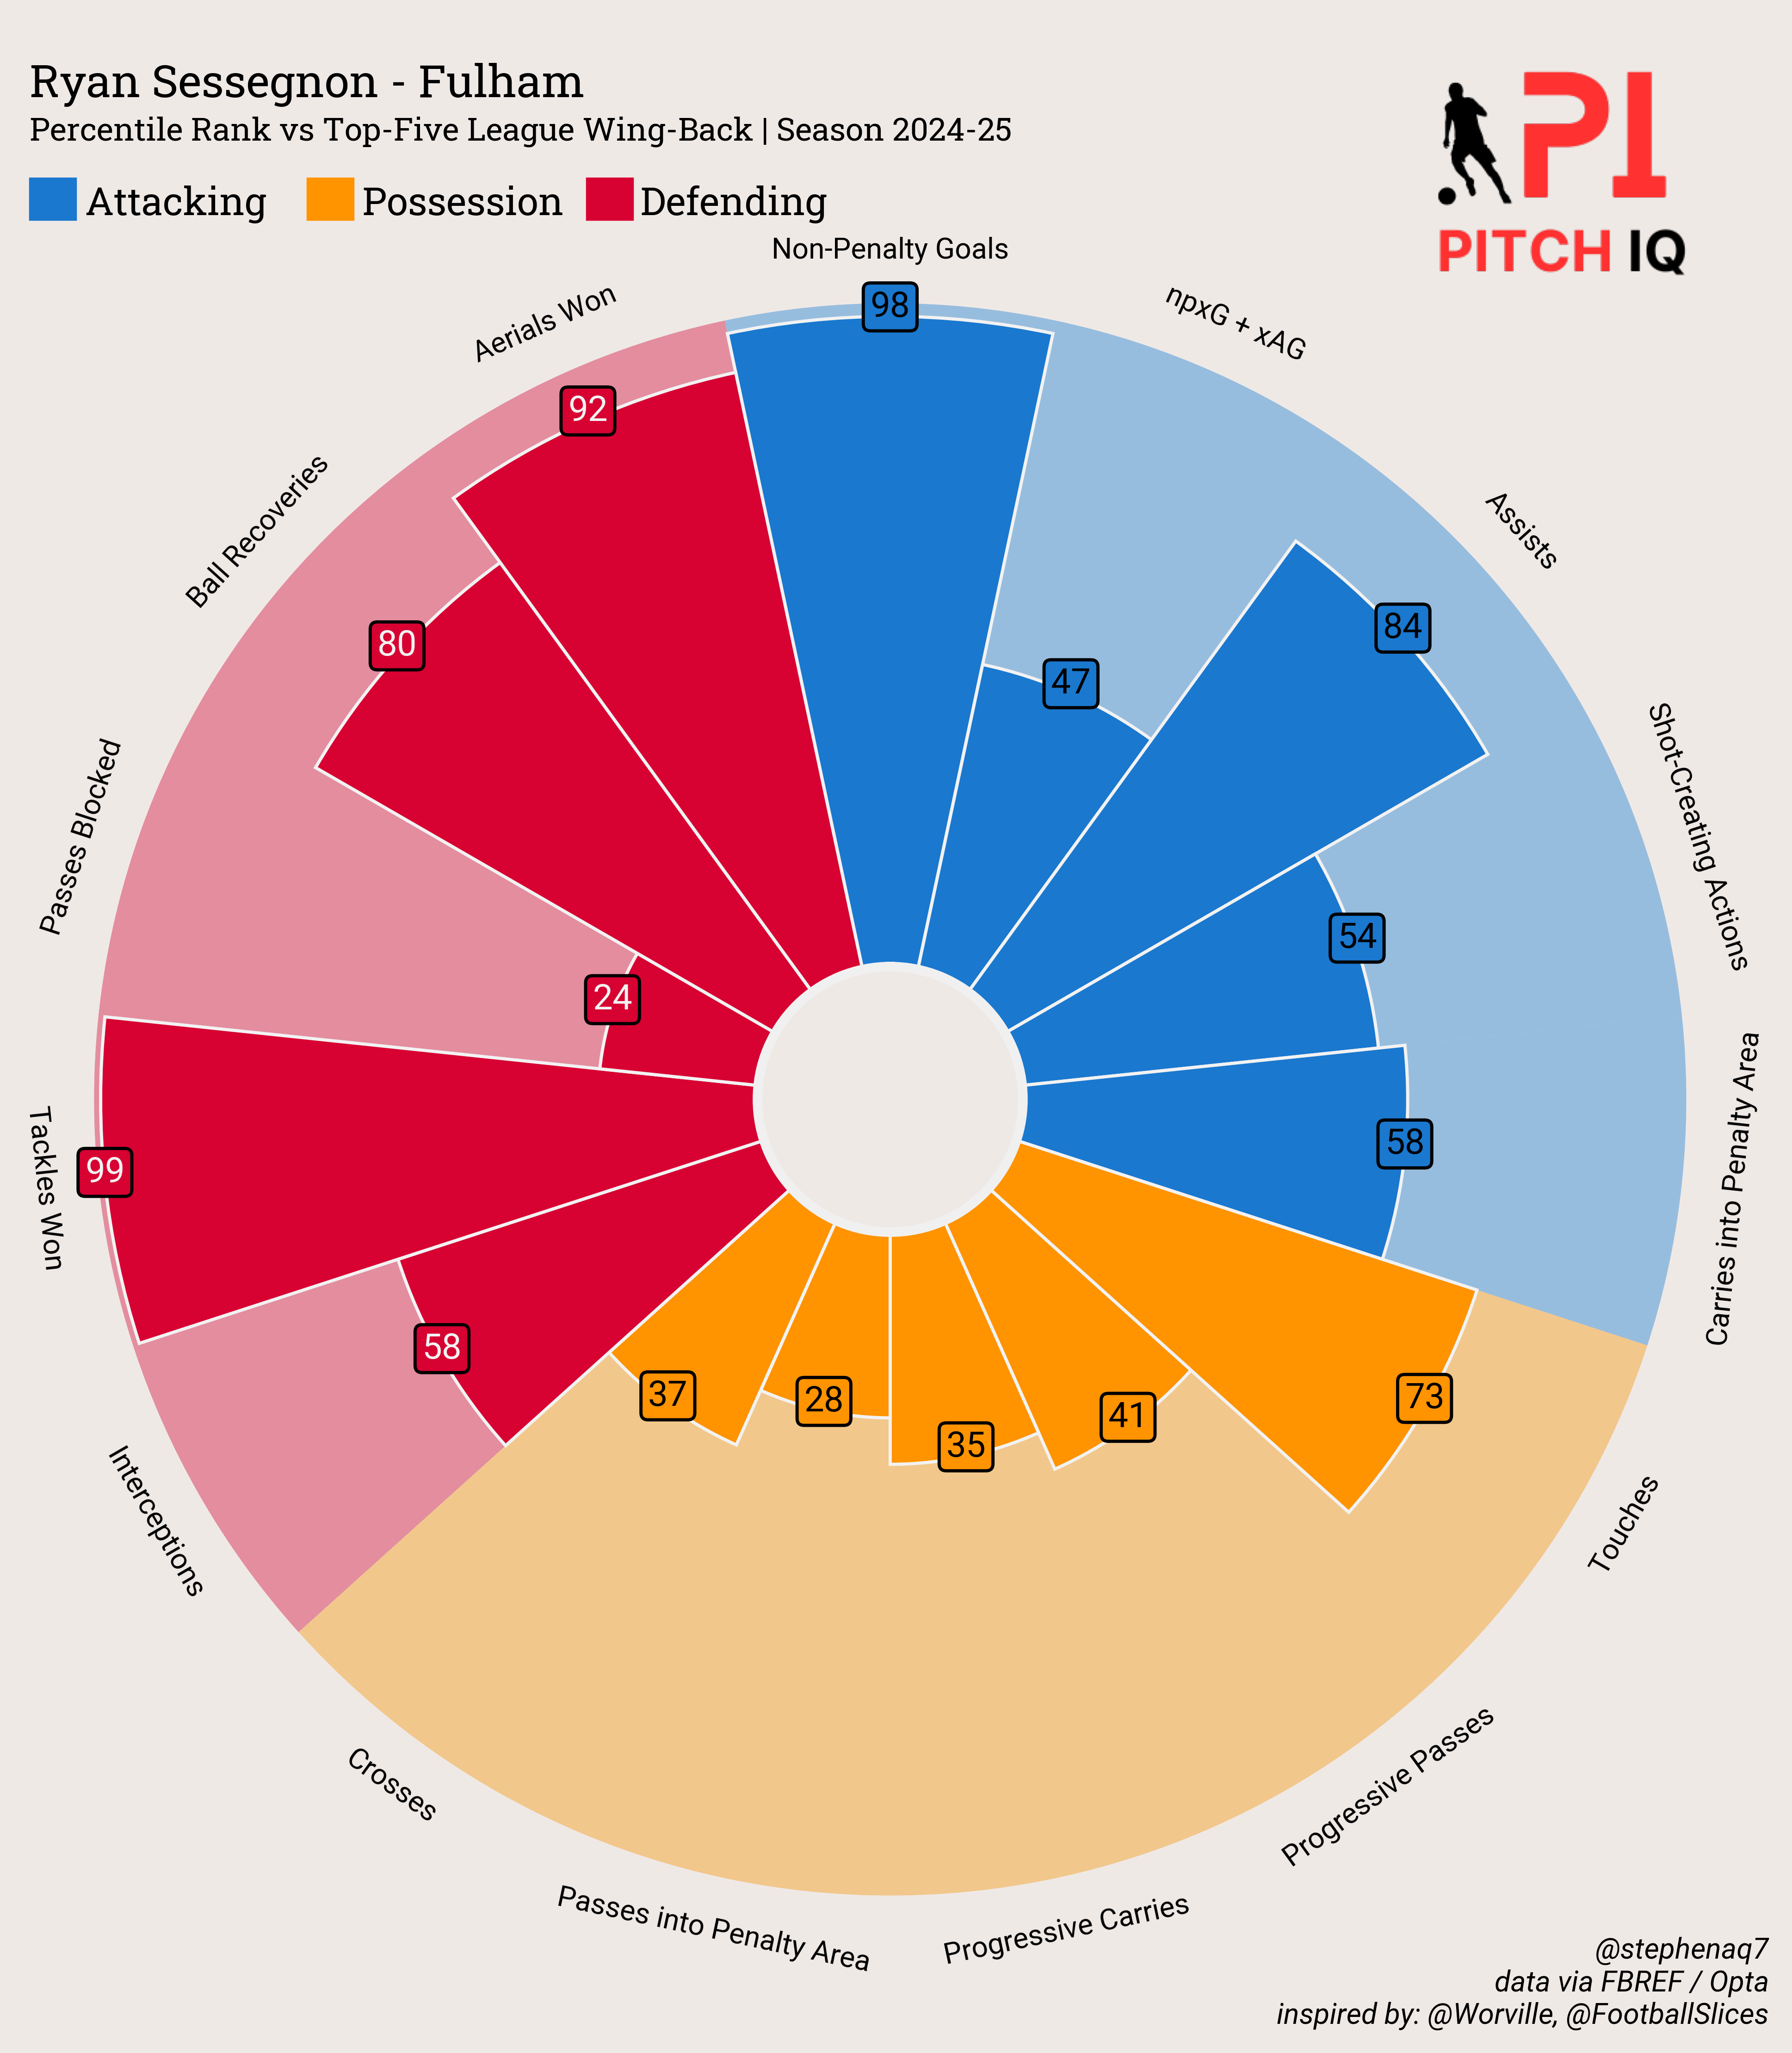 Ryan Sessegnon - Fulham
Percentile Rank vs Top-Five League Wing-Back | Season 2024-25
Attacking
Possession
Defending
PI
PITCH IQ
Non-Penalty Goals
98
npxG + xAG
47
Assists
84
Shot-Creating Actions
54
Carries into Penalty Area
58
Touches
73
Progressive Passes
41
Progressive Carries
35
Passes into Penalty Area
28
Crosses
37
Interceptions
58
Tackles Won
99
Passes Blocked
24
Ball Recoveries
80
Aerials Won
92
@stephenaq7
data via FBREF / Opta
inspired by: @Worville, @FootballSlices